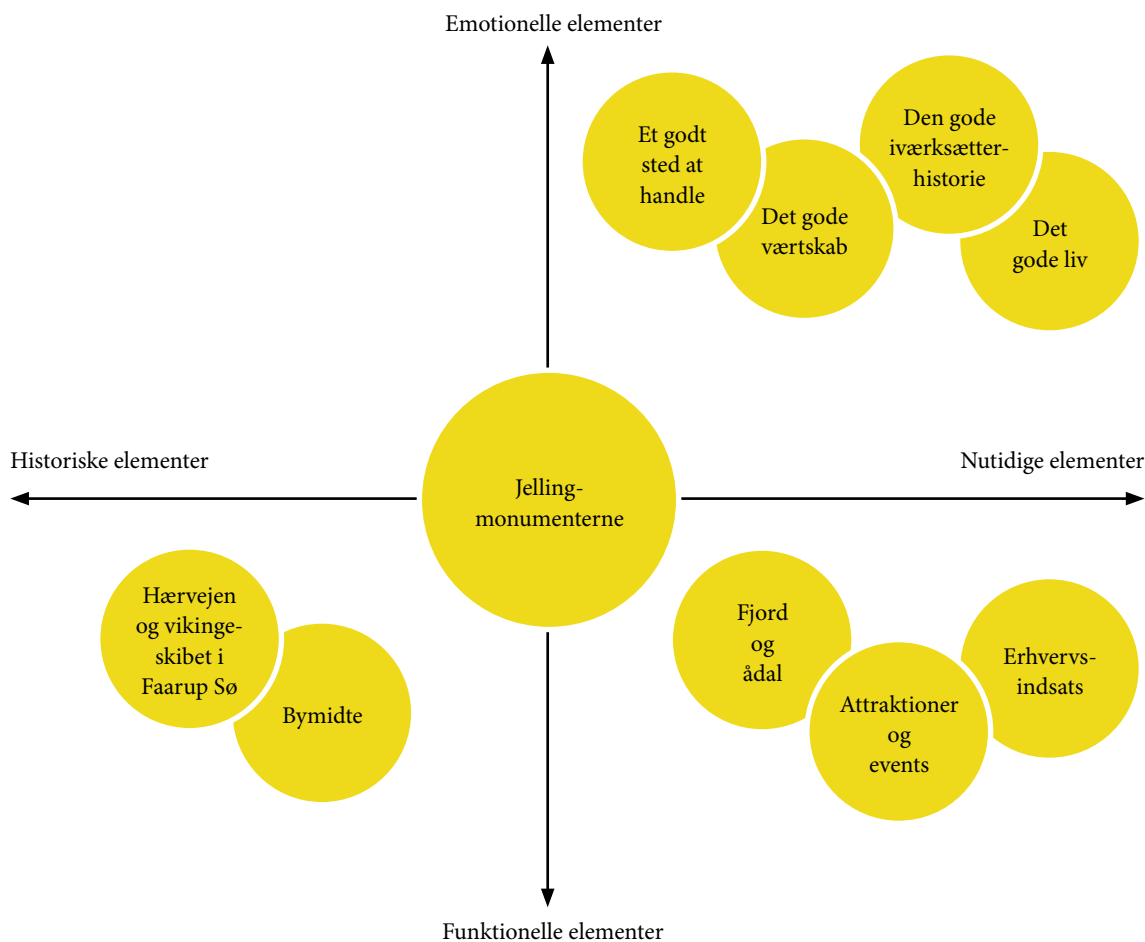 Emotionelle elementer
Et godt
sted at
handle
Det gode
værtskab
Den gode
iværksætter-
historie
Det
gode liv
Historiske elementer
Nutidige elementer
Jelling-
monumenterne
Hærvejen
og vikinge-
skibet i
Faarup Sø
Bymidte
Fjord
og
ådal
Attraktioner
og
events
Erhvervs-
indsats
Funktionelle elementer